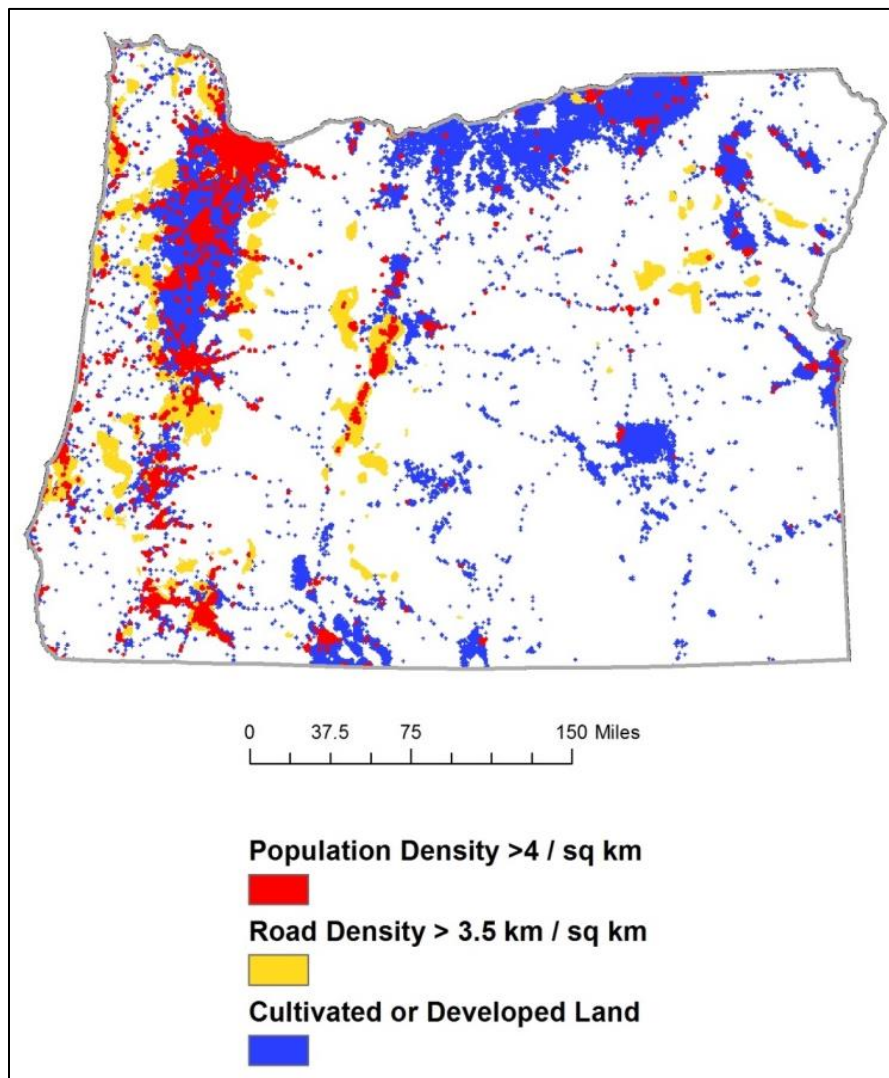 0 37.5 75 150 Miles
Population Density >4 / sq km
Road Density > 3.5 km / sq km
Cultivated or Developed Land